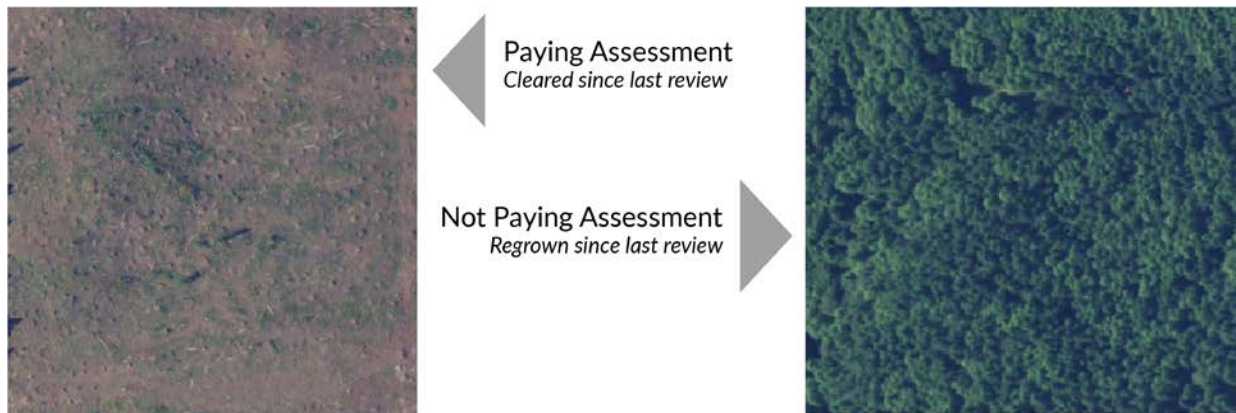 Paying Assessment
Cleared since last review
Not Paying Assessment
Regrown since last review